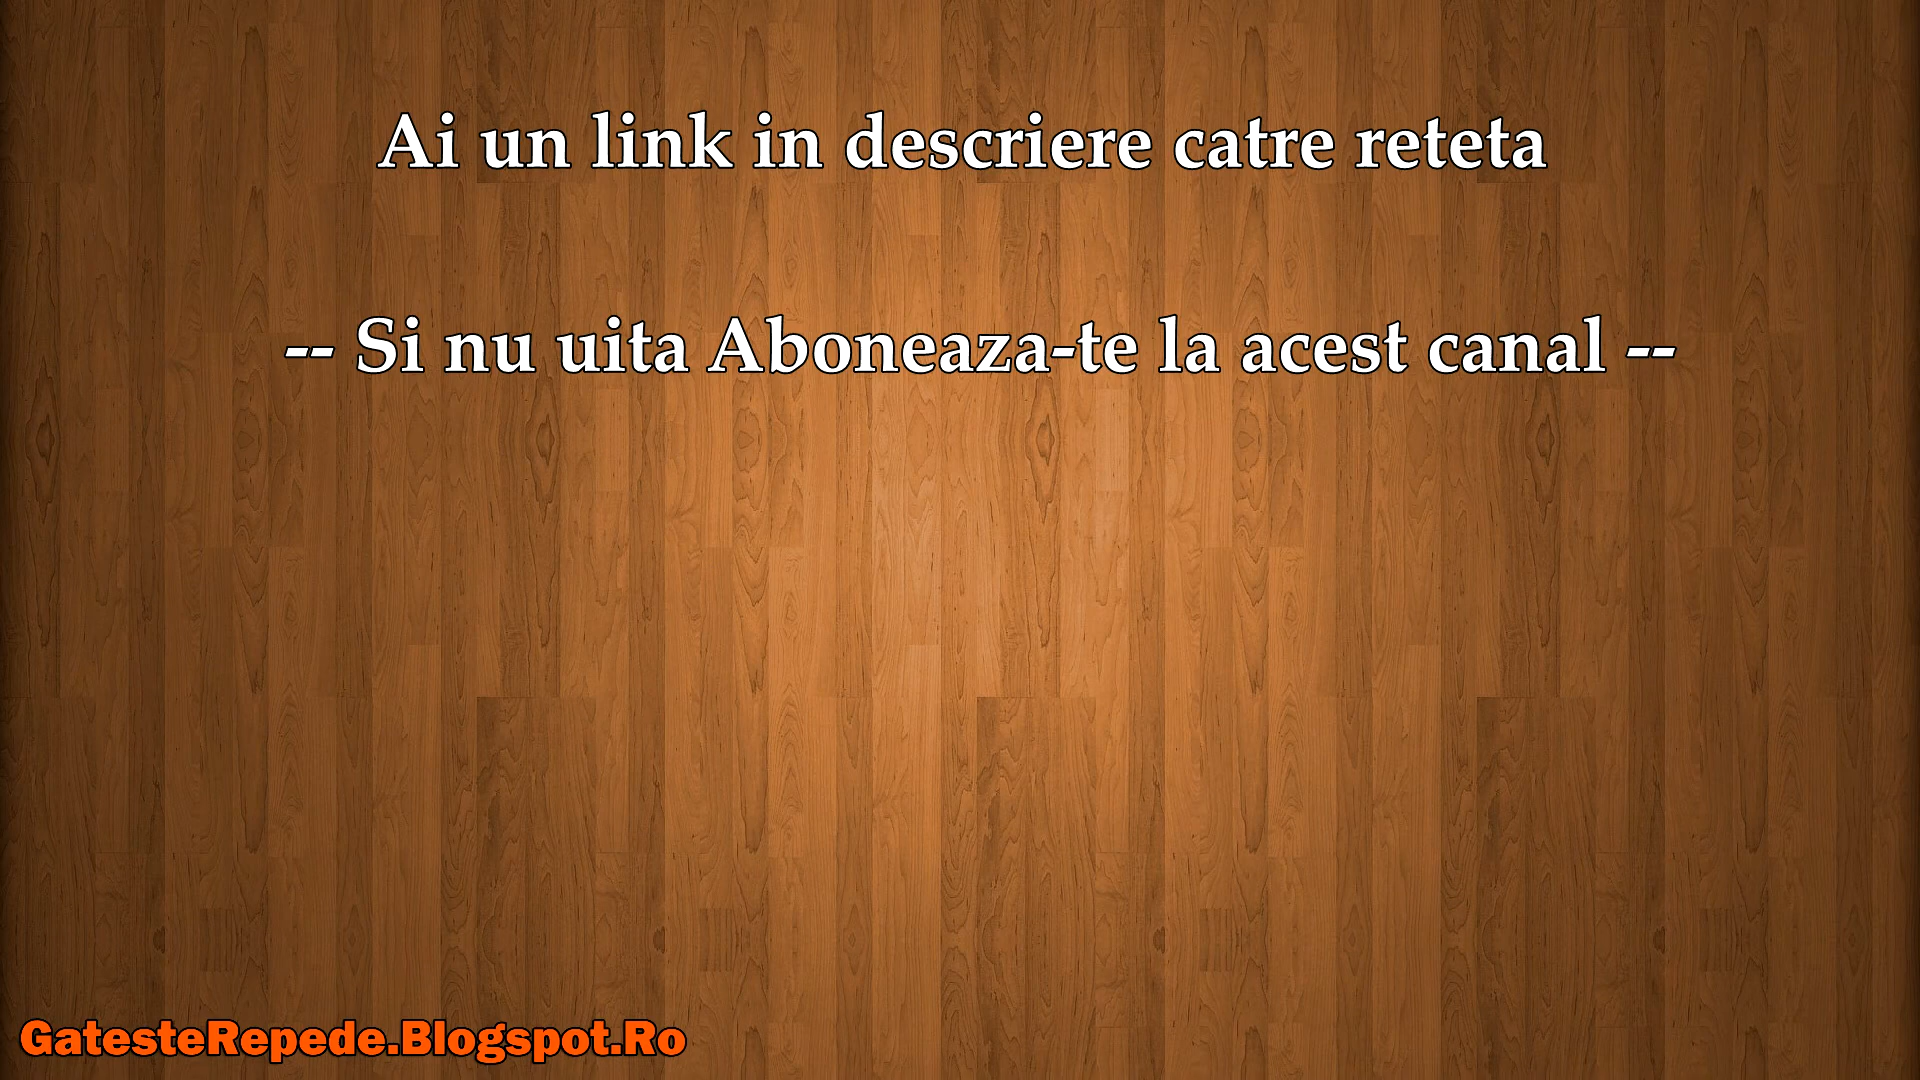 Ai un link in descriere catre reteta
-- Si nu uita Aboneaza-te la acest canal --
GatesteRepede.Blogspot.Ro